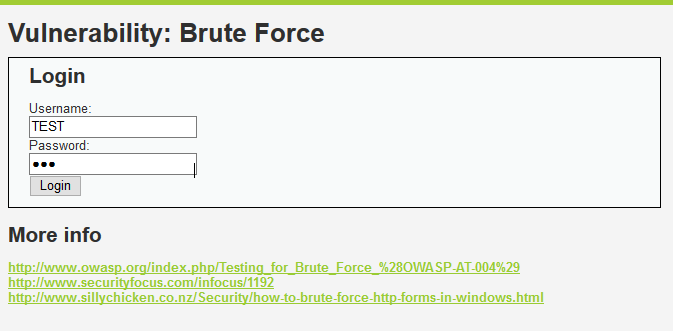 Vulnerability: Brute Force
Login
Username:
TEST
Password:
●●●
Login
More info
http://www.owasp.org/index.php/Testing_for_Brute_Force_%28OWASP-AT-004%29
http://www.securityfocus.com/infocus/1192
http://www.sillychicken.co.nz/Security/how-to-brute-force-http-forms-in-windows.html